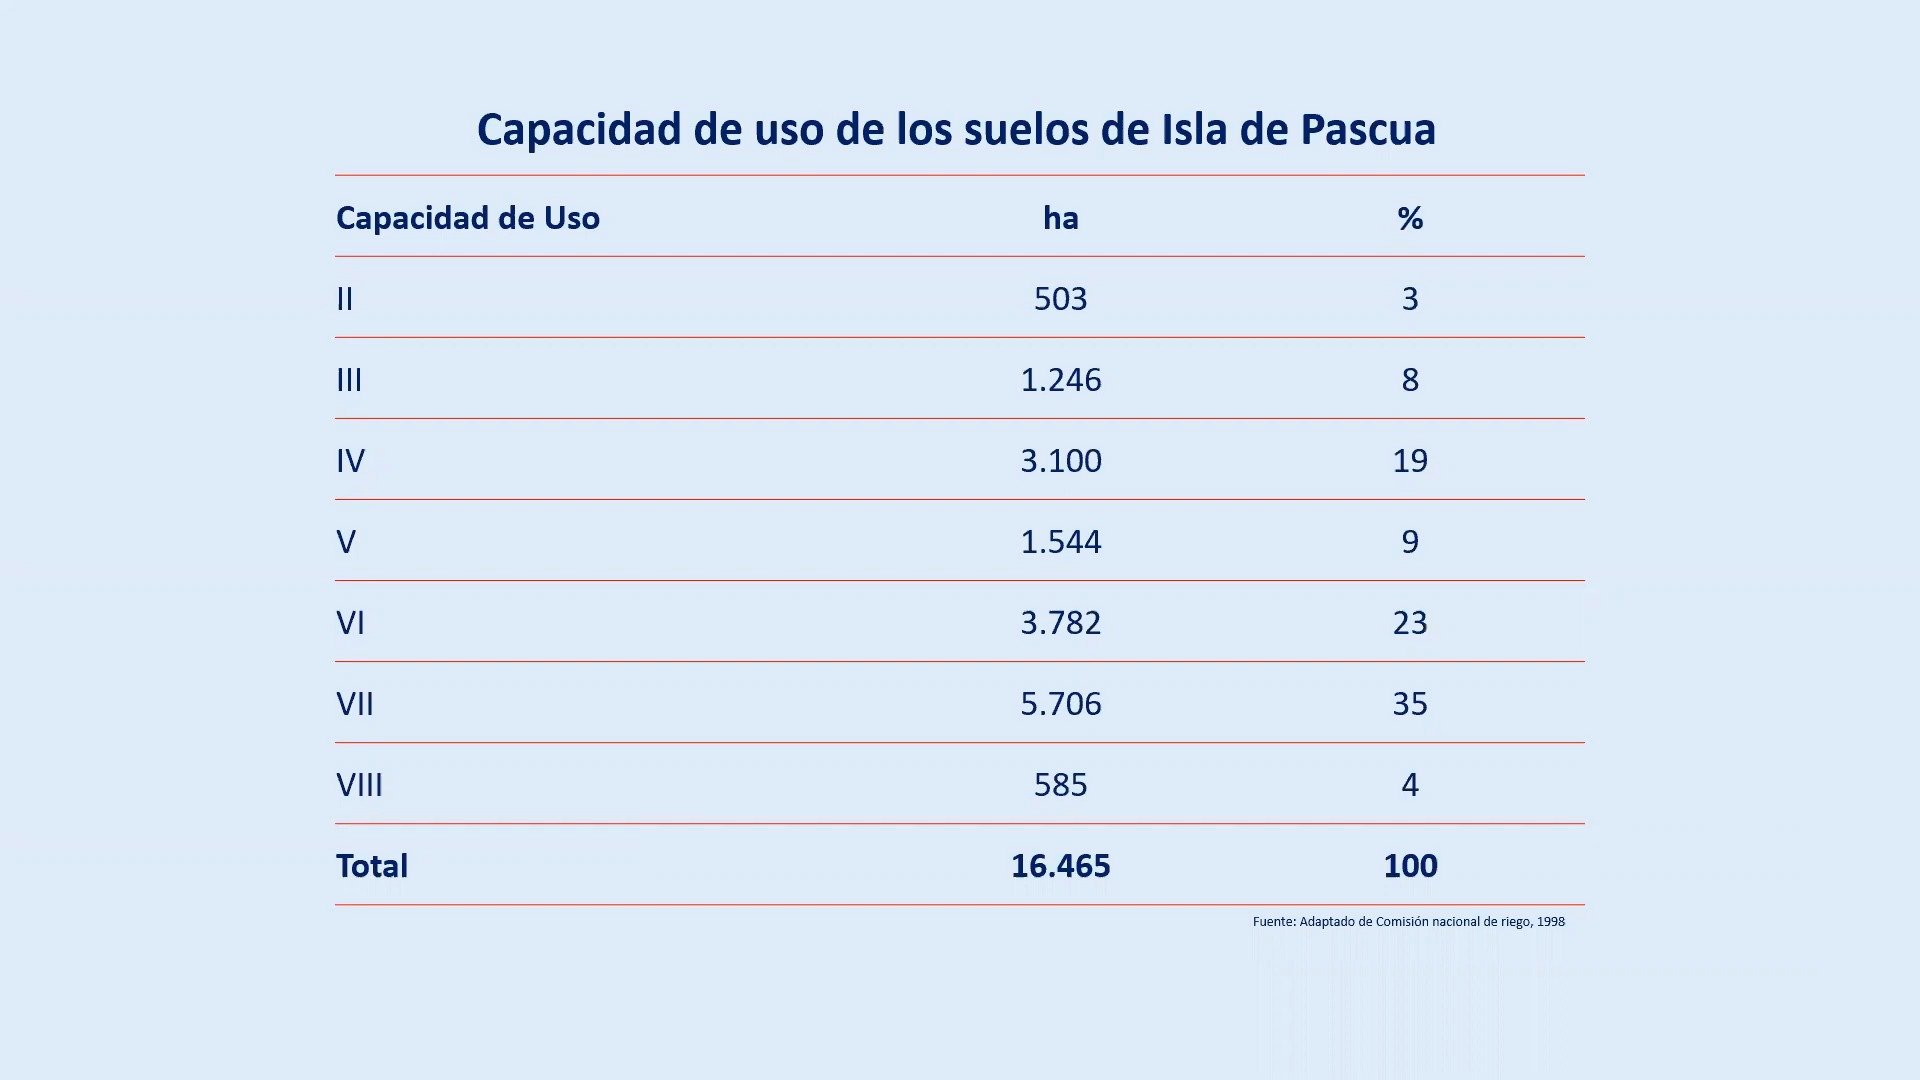 Capacidad de uso de los suelos de Isla de Pascua
Capacidad de Uso ha %
II 503 3
III 1.246 8
IV 3.100 19
V 1.544 9
VI 3.782 23
VII 5.706 35
VIII 585 4
Total 16.465 100
Fuente: Adaptado de Comisión nacional de riego, 1998